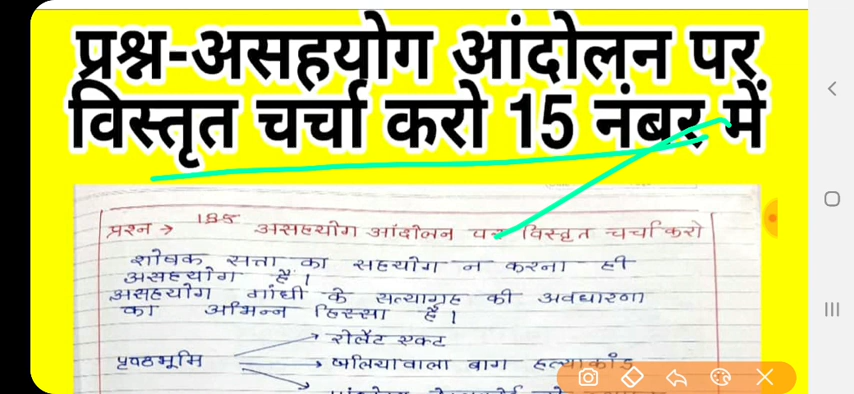 प्रश्न-असहयोग आंदोलन पर
विस्तृत चर्चा करो 15 नंबर में
प्रश्न → 185 असहयोग आंदोलन पर विस्तृत चर्चा करो
शोषक सत्ता का सहयोग न करना ही
असहयोग है।
असहयोग गांधी के सत्याग्रह की अवधारणा
का अभिन्न हिस्सा है।
रोलेट एक्ट
पृष्ठभूमि
जलियावाला बाग हत्याकांड